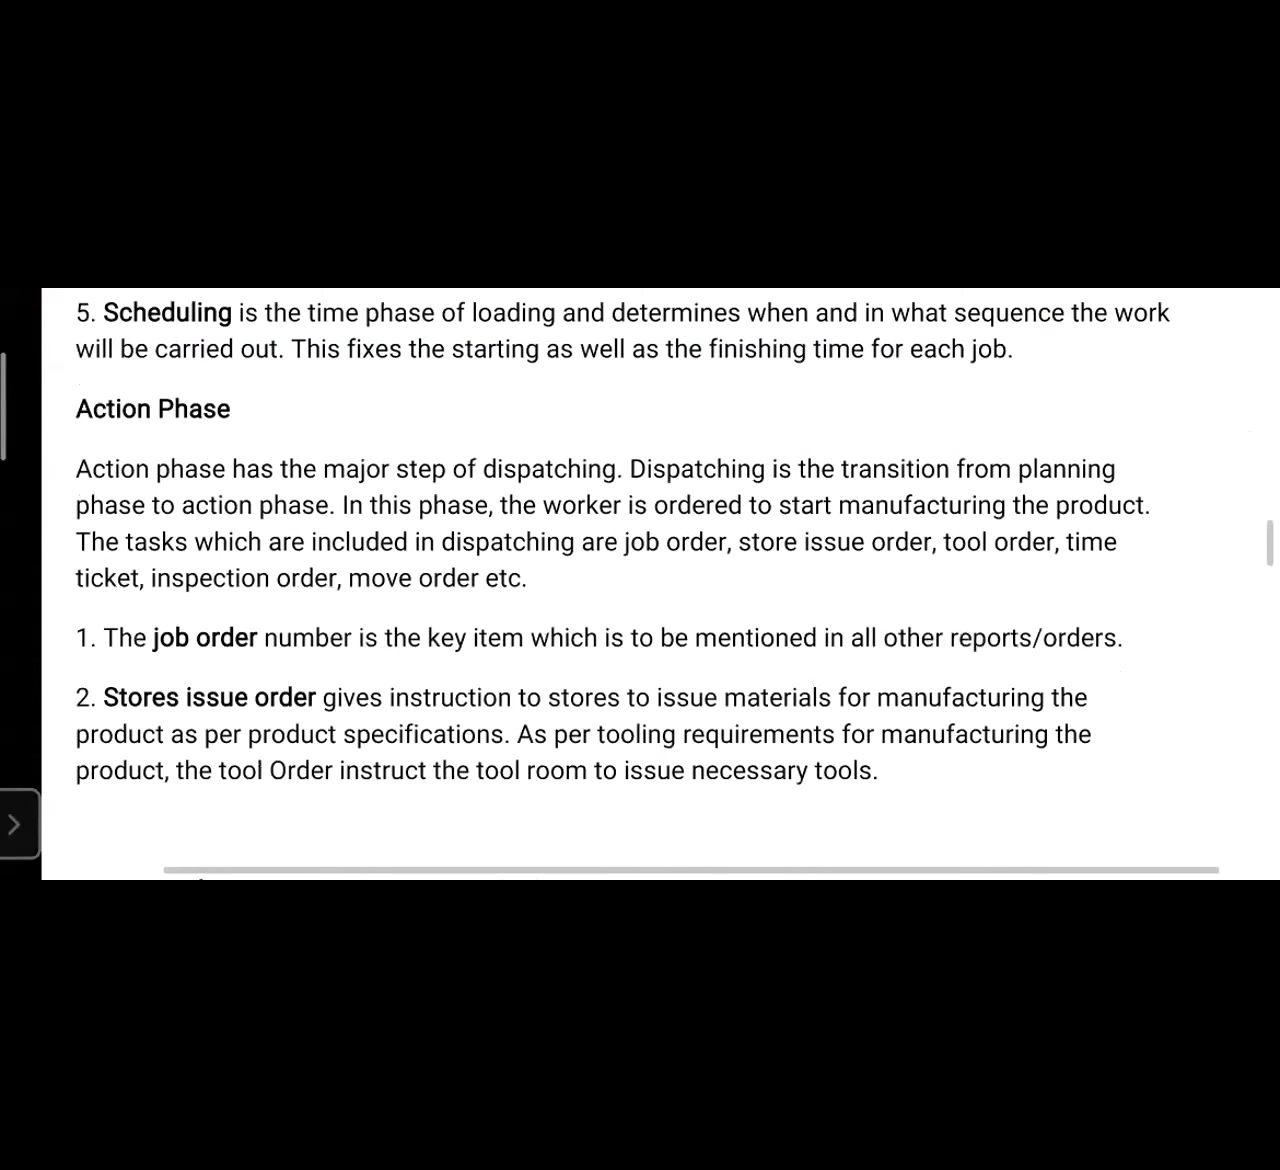 5. Scheduling is the time phase of loading and determines when and in what sequence the work
will be carried out. This fixes the starting as well as the finishing time for each job.
Action Phase
Action phase has the major step of dispatching. Dispatching is the transition from planning
phase to action phase. In this phase, the worker is ordered to start manufacturing the product.
The tasks which are included in dispatching are job order, store issue order, tool order, time
ticket, inspection order, move order etc.
1. The job order number is the key item which is to be mentioned in all other reports/orders.
2. Stores issue order gives instruction to stores to issue materials for manufacturing the
product as per product specifications. As per tooling requirements for manufacturing the
product, the tool Order instruct the tool room to issue necessary tools.